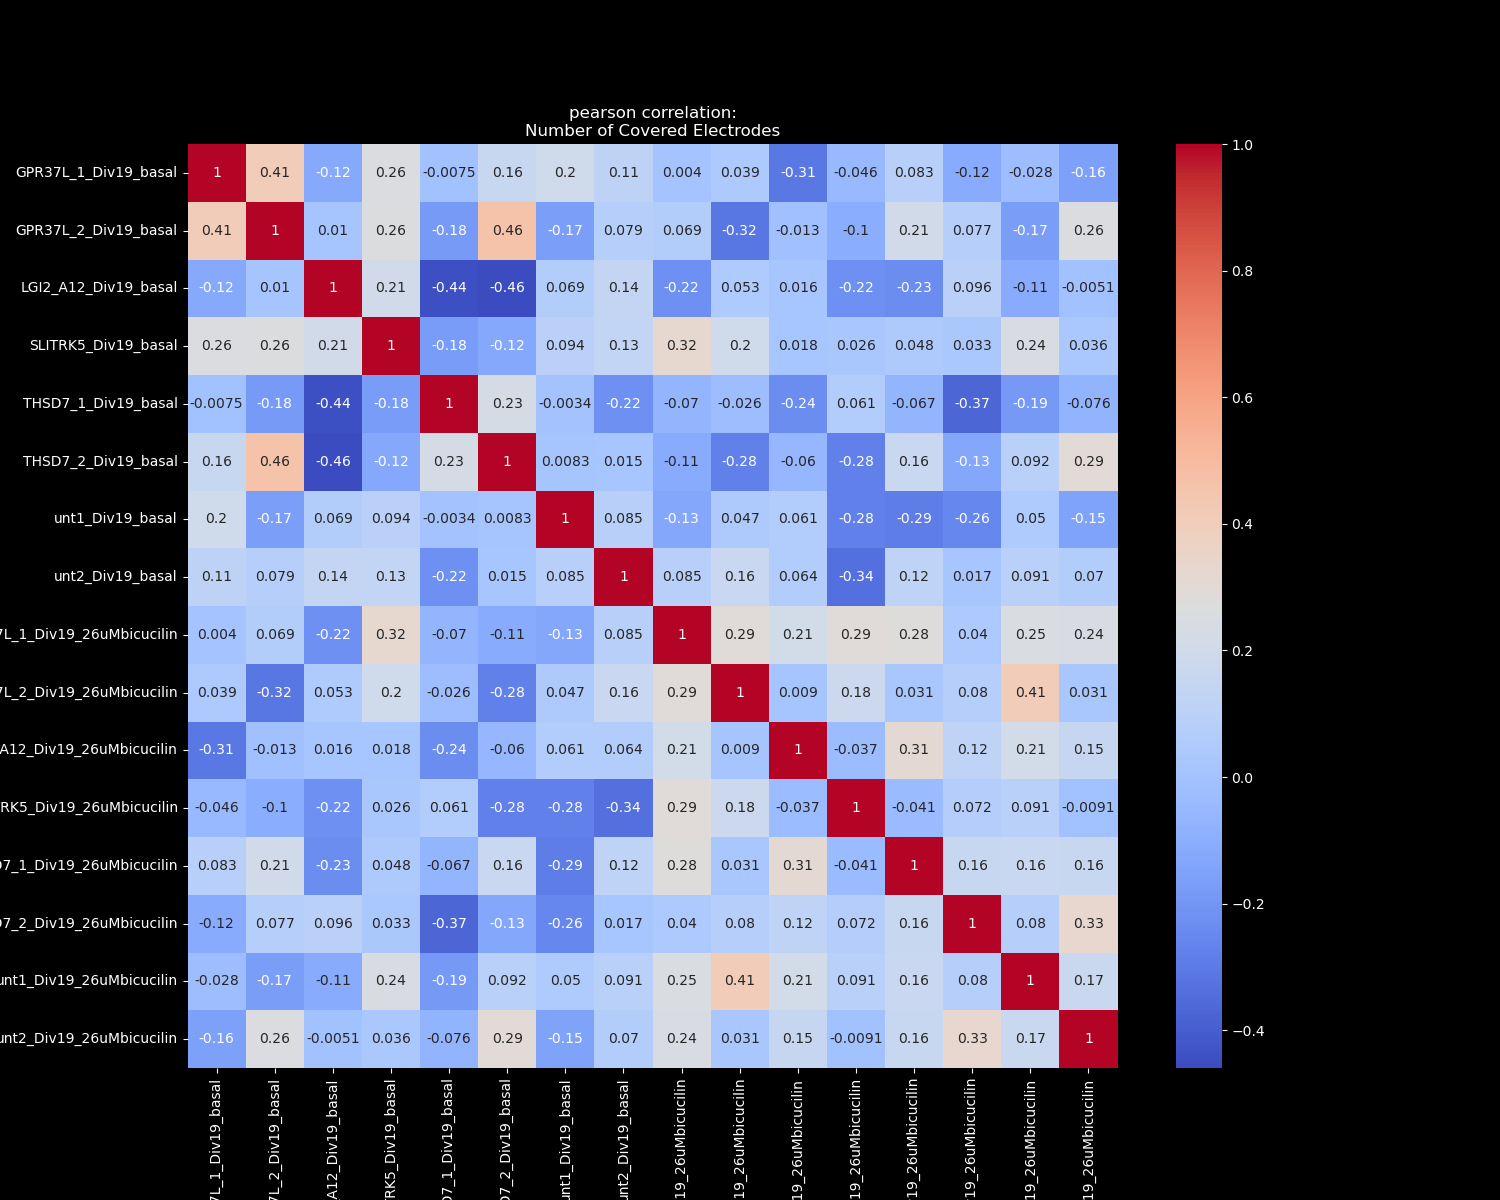 pearson correlation:
Number of Covered Electrodes
GPR37L_1_Div19_basal 1 0.41 -0.12 0.26 -0.0075 0.16 0.2 0.11 0.004 0.039 -0.31 -0.046 0.083 -0.12 -0.028 -0.16
GPR37L_2_Div19_basal 0.41 1 0.01 0.26 -0.18 0.46 -0.17 0.079 0.069 -0.32 -0.013 -0.1 0.21 0.077 -0.17 0.26
LGI2_A12_Div19_basal -0.12 0.01 1 0.21 -0.44 -0.46 0.069 0.14 -0.22 0.053 0.016 -0.22 -0.23 0.096 -0.11 -0.0051
SLITRK5_Div19_basal 0.26 0.26 0.21 1 -0.18 -0.12 0.094 0.13 0.32 0.2 0.018 0.026 0.048 0.033 0.24 0.036
THSD7_1_Div19_basal -0.0075 -0.18 -0.44 -0.18 1 0.23 -0.0034 -0.22 -0.07 -0.026 -0.24 0.061 -0.067 -0.37 -0.19 -0.076
THSD7_2_Div19_basal 0.16 0.46 -0.46 -0.12 0.23 1 0.0083 0.015 -0.11 -0.28 -0.06 -0.28 0.16 -0.13 0.092 0.29
unt1_Div19_basal 0.2 -0.17 0.069 0.094 -0.0034 0.0083 1 0.085 -0.13 0.047 0.061 -0.28 -0.29 -0.26 0.05 -0.15
unt2_Div19_basal 0.11 0.079 0.14 0.13 -0.22 0.015 0.085 1 0.085 0.16 0.064 -0.34 0.12 0.017 0.091 0.07
7L_1_Div19_26uMbicucilin 0.004 0.069 -0.22 0.32 -0.07 -0.11 -0.13 0.085 1 0.29 0.21 0.29 0.28 0.04 0.25 0.24
7L_2_Div19_26uMbicucilin 0.039 -0.32 0.053 0.2 -0.026 -0.28 0.047 0.16 0.29 1 0.009 0.18 0.031 0.08 0.41 0.031
A12_Div19_26uMbicucilin -0.31 -0.013 0.016 0.018 -0.24 -0.06 0.061 0.064 0.21 0.009 1 -0.037 0.31 0.12 0.21 0.15
RK5_Div19_26uMbicucilin -0.046 -0.1 -0.22 0.026 0.061 -0.28 -0.28 -0.34 0.29 0.18 -0.037 1 -0.041 0.072 0.091 -0.0091
D7_1_Div19_26uMbicucilin 0.083 0.21 -0.23 0.048 -0.067 0.16 -0.29 0.12 0.28 0.031 0.31 -0.041 1 0.16 0.16 0.16
D7_2_Div19_26uMbicucilin -0.12 0.077 0.096 0.033 -0.37 -0.13 -0.26 0.017 0.04 0.08 0.12 0.072 0.16 1 0.08 0.33
unt1_Div19_26uMbicucilin -0.028 -0.17 -0.11 0.24 -0.19 0.092 0.05 0.091 0.25 0.41 0.21 0.091 0.16 0.08 1 0.17
unt2_Div19_26uMbicucilin -0.16 0.26 -0.0051 0.036 -0.076 0.29 -0.15 0.07 0.24 0.031 0.15 -0.0091 0.16 0.33 0.17 1
7L_1_Div19_basal
7L_2_Div19_basal
A12_Div19_basal
RK5_Div19_basal
D7_1_Div19_basal
D7_2_Div19_basal
unt1_Div19_basal
unt2_Div19_basal
19_26uMbicucilin
19_26uMbicucilin
19_26uMbicucilin
19_26uMbicucilin
19_26uMbicucilin
19_26uMbicucilin
19_26uMbicucilin
19_26uMbicucilin
1.0
0.8
0.6
0.4
0.2
0.0
−0.2
−0.4